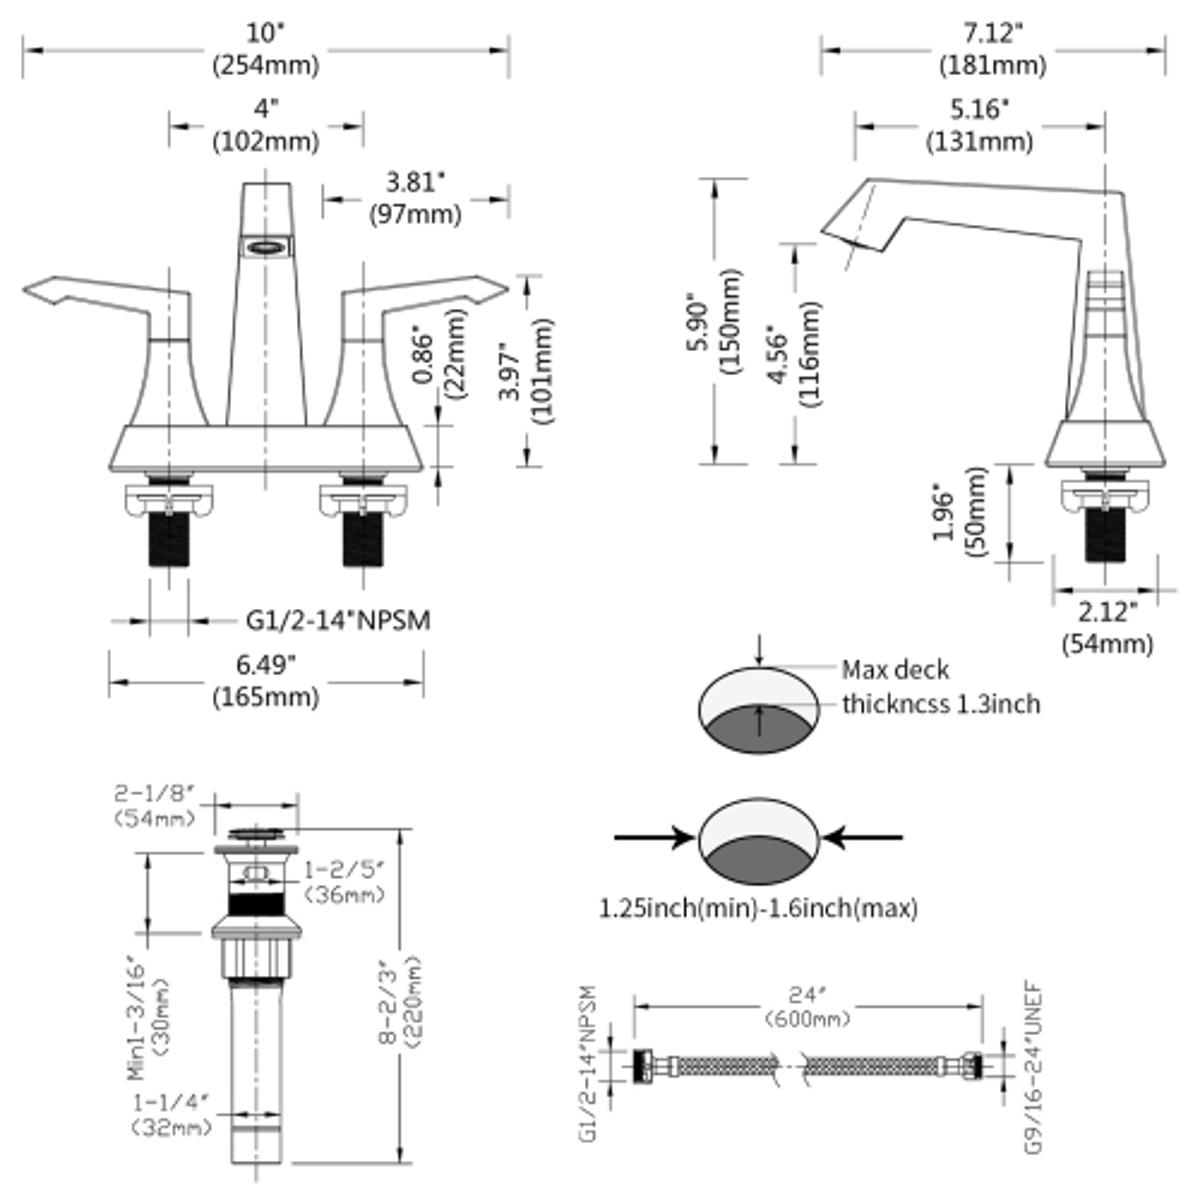 10"
(254mm)
4"
(102mm)
3.81"
(97mm)
0.86"
(22mm)
3.97"
(101mm)
G1/2-14"NPSM
6.49"
(165mm)
7.12"
(181mm)
5.16"
(131mm)
5.90"
(150mm)
4.56"
(116mm)
1.96"
(50mm)
2.12"
(54mm)
Max deck
thickncss 1.3inch
1.25inch(min)-1.6inch(max)
2-1/8"
(54mm)
1-2/5"
(36mm)
Min1-3/16"
(30mm)
8-2/3"
(220mm)
1-1/4"
(32mm)
G1/2-14"NPSM
24"
(600mm)
G9/16-24"UNEF